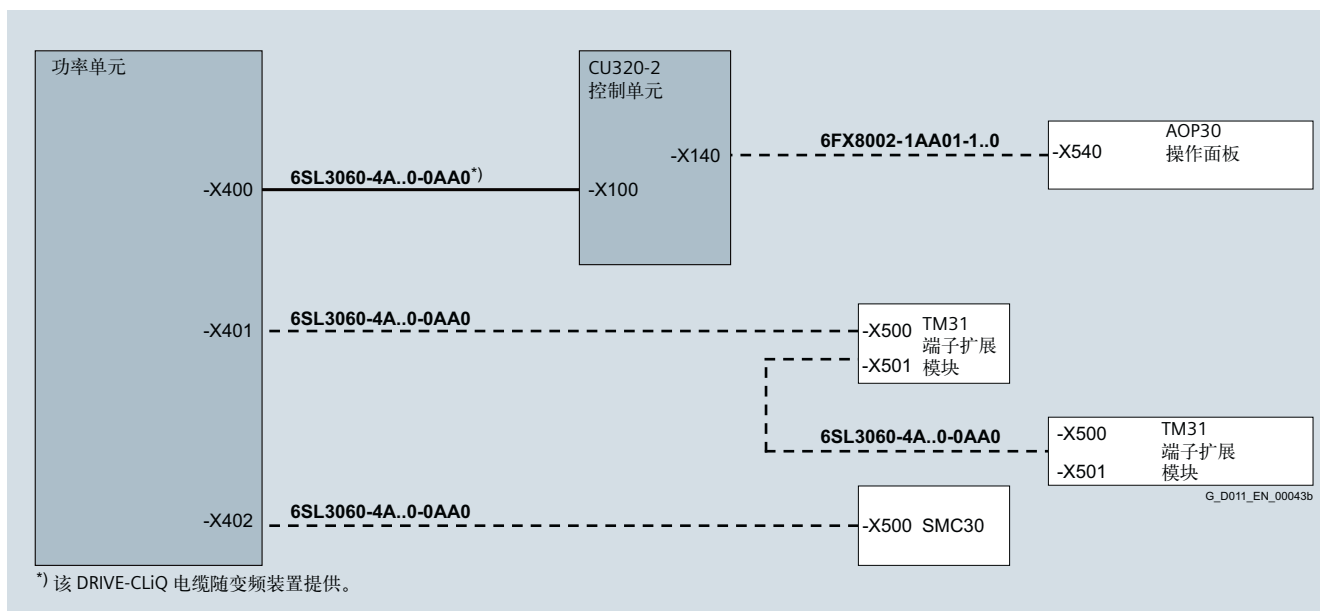 功率单元
CU320-2
控制单元
-X140
6FX8002-1AA01-1..0
-X540
AOP30
操作面板
-X400
6SL3060-4A..0-0AA0*)
-X100
-X401
6SL3060-4A..0-0AA0
-X500 TM31
端子扩展
-X501 模块
6SL3060-4A..0-0AA0
-X500 TM31
端子扩展
-X501 模块
G_D011_EN_00043b
-X402
6SL3060-4A..0-0AA0
-X500 SMC30
*) 该 DRIVE-CLiQ 电缆随变频装置提供。